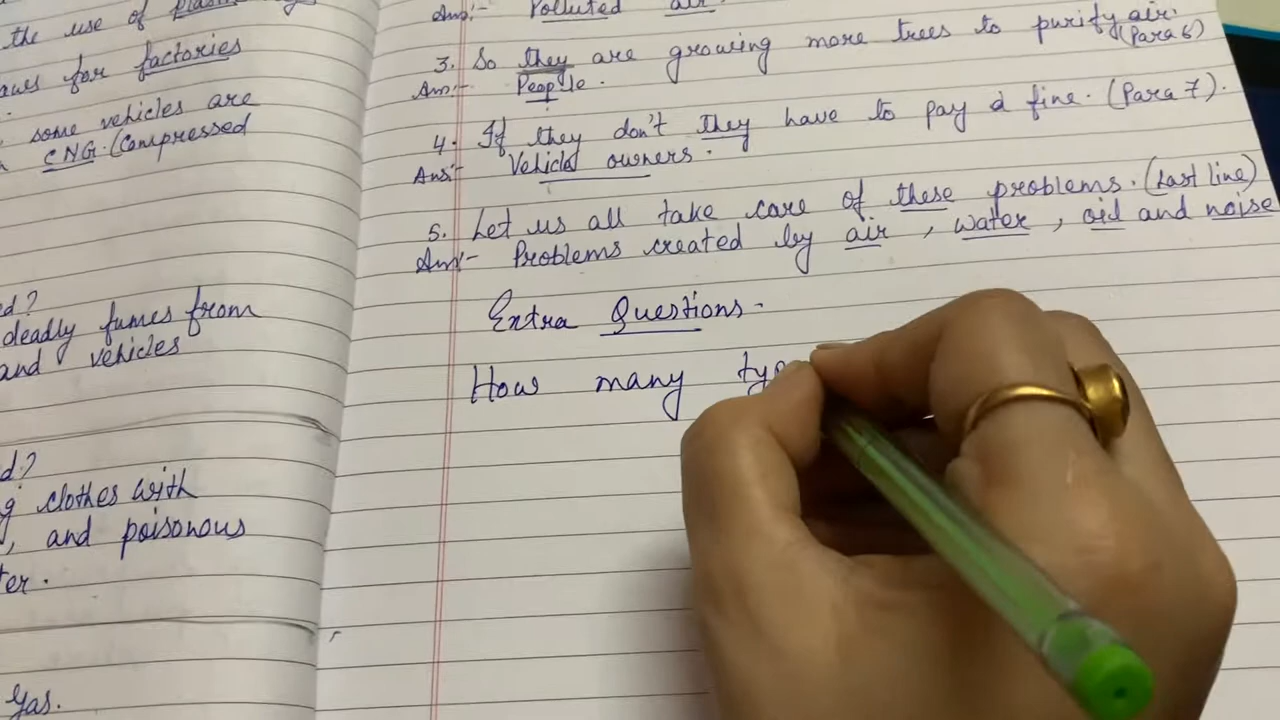 the use of
aws for factories
some vehicles are
CNG. (Compressed
d?
deadly fumes from
and vehicles
d?
g clothes with
, and poisonous
ter.
Gas.
Ans:- Polluted air.
3. So they are growing more trees to purify air. (Para 6)
Ans:- People.
4. If they don't they have to pay a fine. (Para 7).
Ans:- Vehicle owners.
5. Let us all take care of these problems. (Last line)
Ans:- Problems created by air, water, oil and noise
Extra Questions.
How many typ